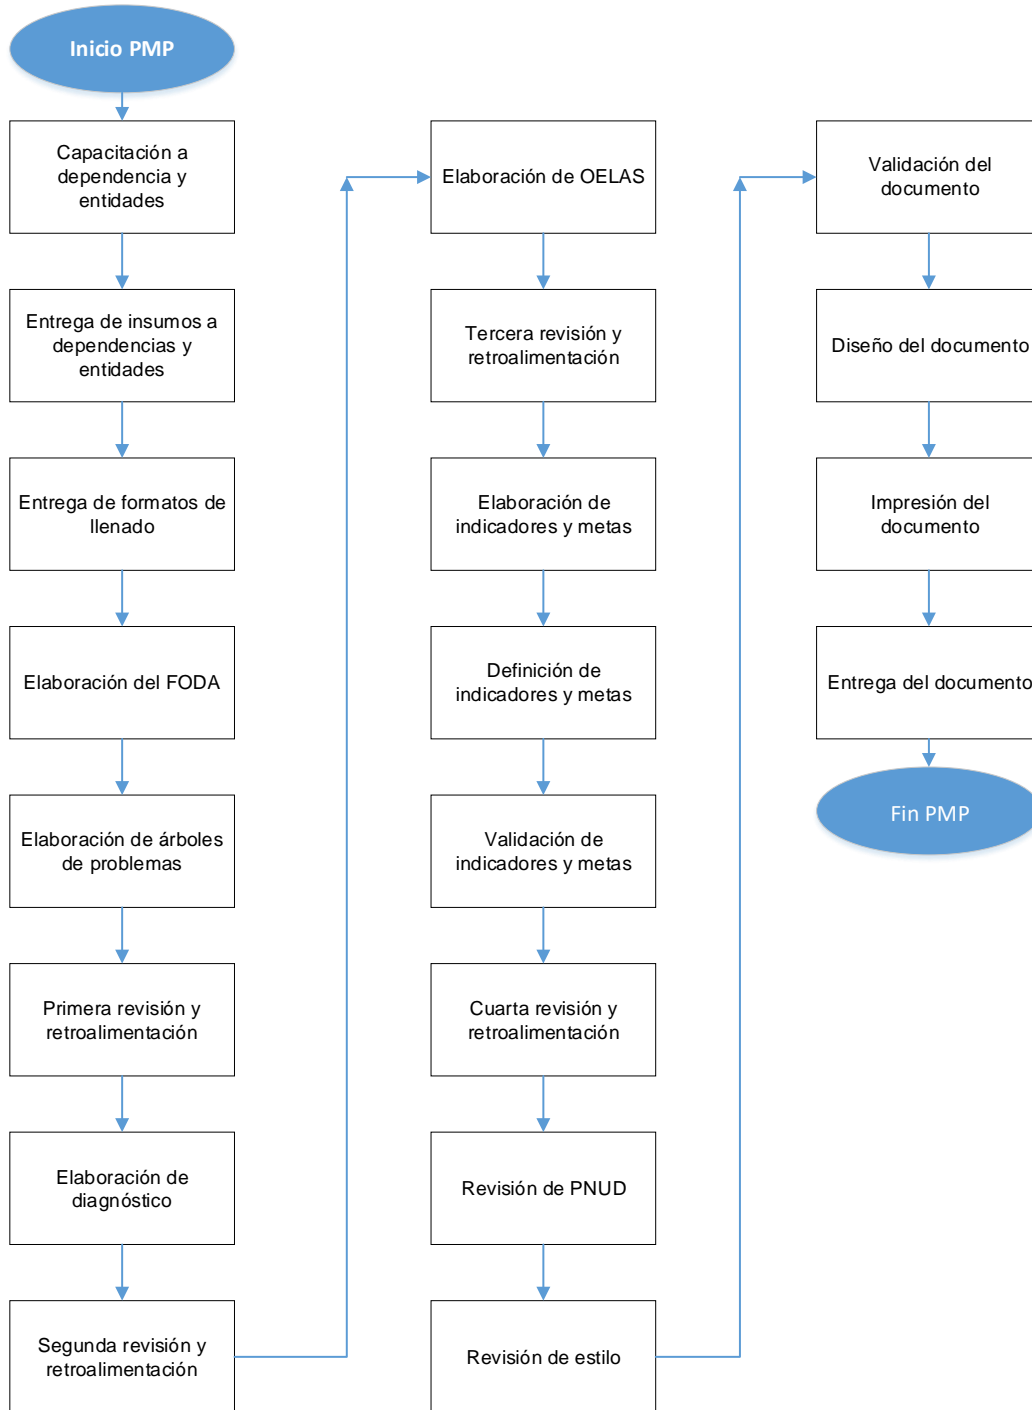 Inicio PMP
Capacitación a
dependencia y
entidades
Entrega de insumos a
dependencias y
entidades
Entrega de formatos de
llenado
Elaboración del FODA
Elaboración de árboles
de problemas
Primera revisión y
retroalimentación
Elaboración de
diagnóstico
Segunda revisión y
retroalimentación
Elaboración de OELAS
Tercera revisión y
retroalimentación
Elaboración de
indicadores y metas
Definición de
indicadores y metas
Validación de
indicadores y metas
Cuarta revisión y
retroalimentación
Revisión de PNUD
Revisión de estilo
Validación del
documento
Diseño del documento
Impresión del
documento
Entrega del documento
Fin PMP